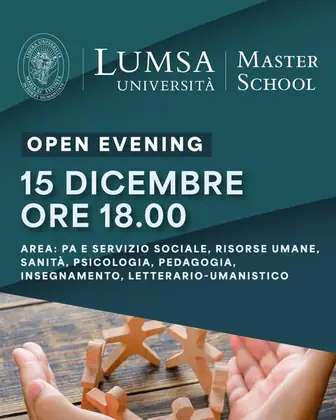 LUMSA
UNIVERSITÀ
MASTER
SCHOOL
OPEN EVENING
15 DICEMBRE
ORE 18.00
AREA: PA E SERVIZIO SOCIALE, RISORSE UMANE,
SANITÀ, PSICOLOGIA, PEDAGOGIA,
INSEGNAMENTO, LETTERARIO-UMANISTICO